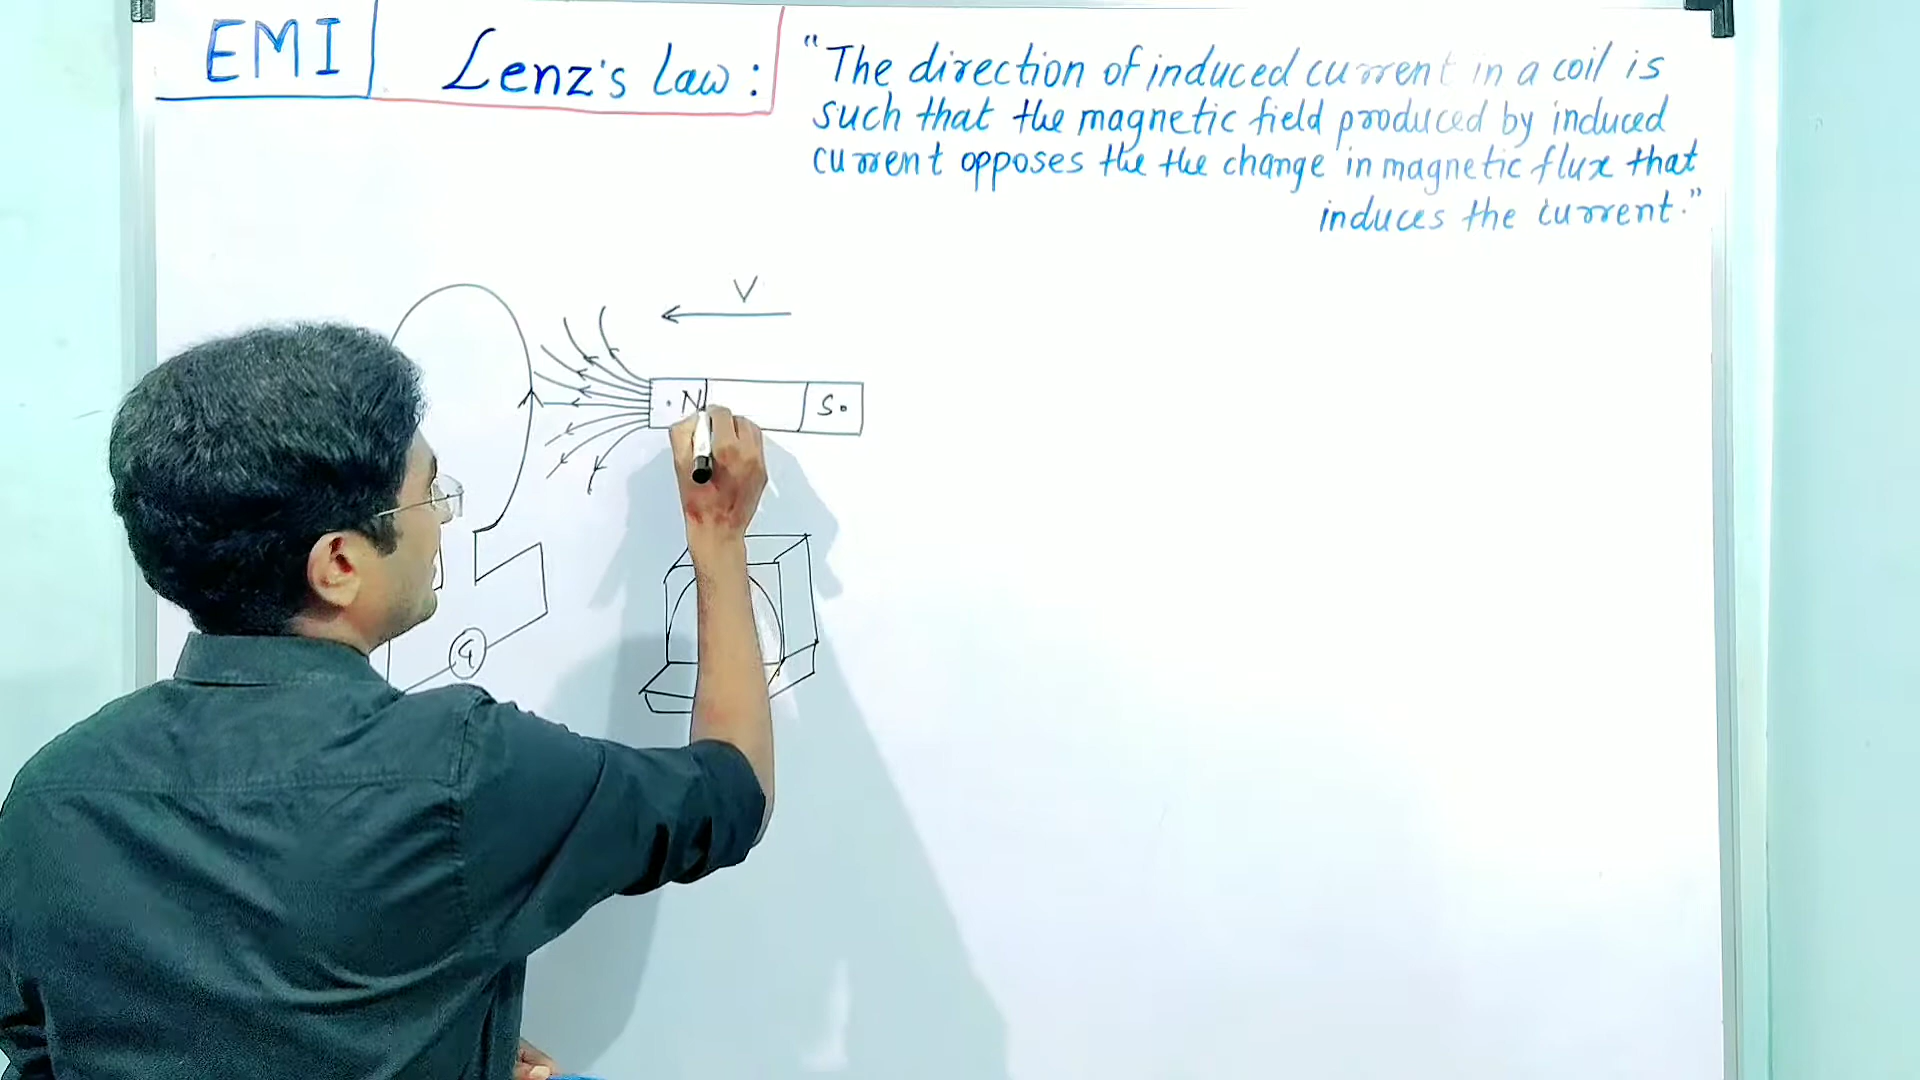 EMI
Lenz's law:
"The direction of induced current in a coil is
such that the magnetic field produced by induced
current opposes the the change in magnetic flux that
induces the current."
V
N
S
G